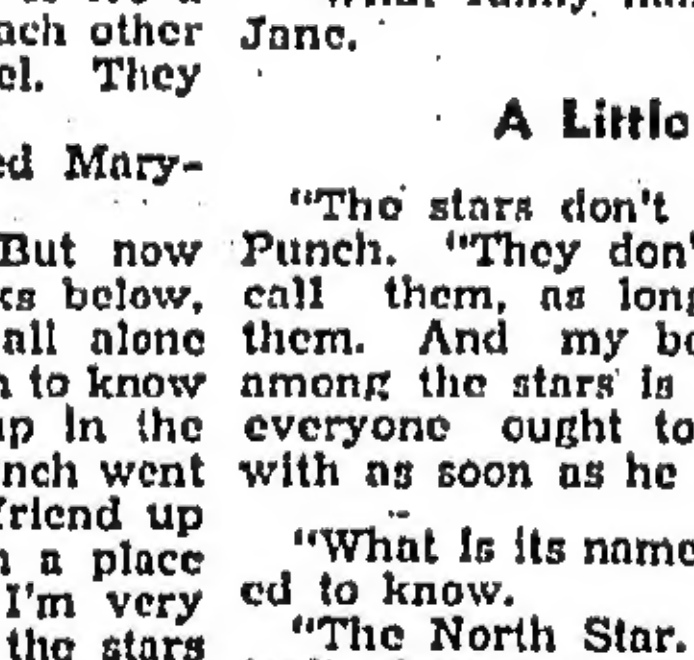 ach other
el. They
ed Mary-
But now
ks below,
all alone
n to know
up in the
nch went
friend up
n a place
I'm very
the stars
Jane.
A Little
"The stars don't
Punch. "They don'
call them, as long
them. And my be
among the stars is
everyone ought to
with as soon as he
"What is its name
ed to know.
"The North Star.